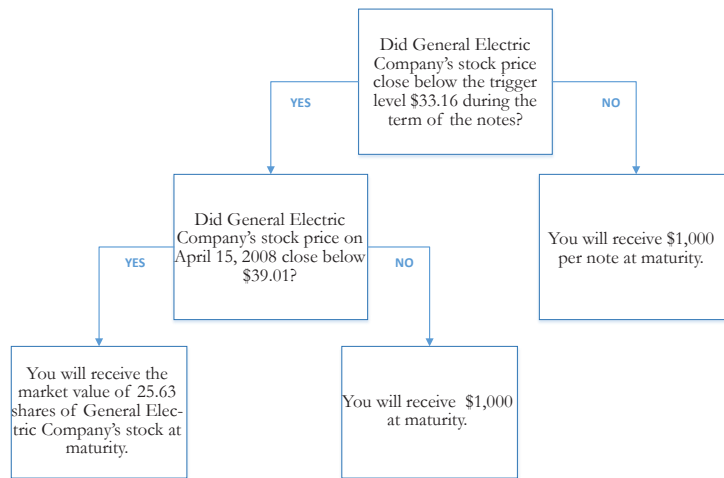 Did General Electric
Company's stock price
close below the trigger
level $33.16 during the
term of the notes?
YES
NO
Did General Electric
Company's stock price on
April 15, 2008 close below
$39.01?
You will receive $1,000
per note at maturity.
YES
NO
You will receive the
market value of 25.63
shares of General Elec-
tric Company's stock at
maturity.
You will receive $1,000
at maturity.